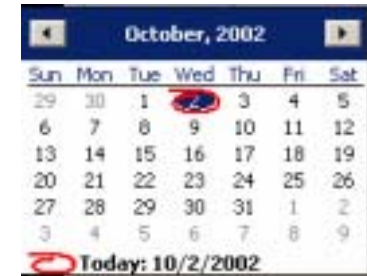 October, 2002
Sun Mon Tue Wed Thu Fri Sat
29 30 1 2 3 4 5
6 7 8 9 10 11 12
13 14 15 16 17 18 19
20 21 22 23 24 25 26
27 28 29 30 31 1 2
3 4 5 6 7 8 9
Today: 10/2/2002